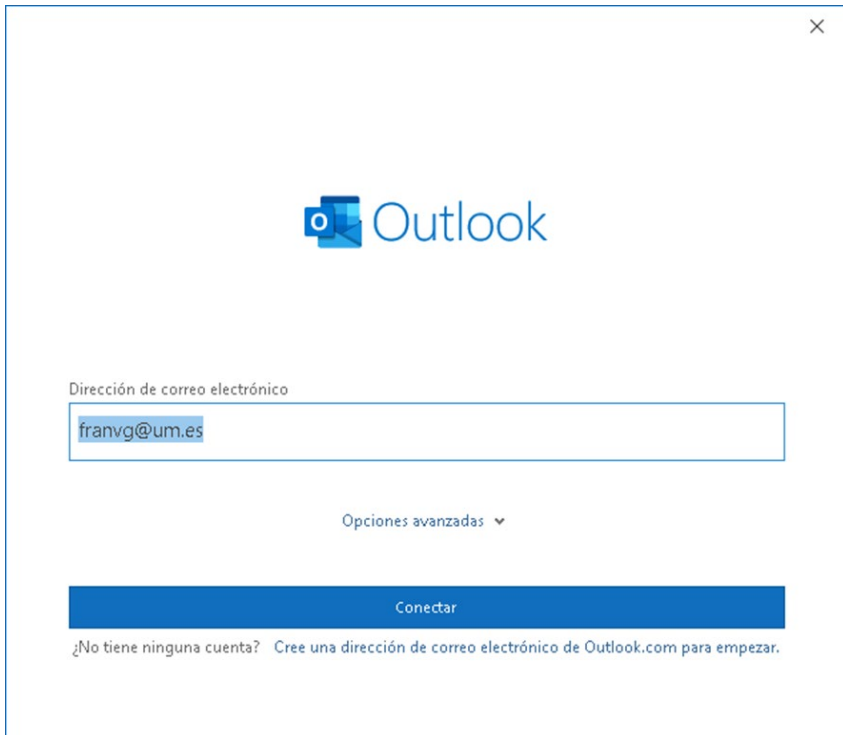 Outlook
Dirección de correo electrónico
franvg@um.es
Opciones avanzadas
Conectar
¿No tiene ninguna cuenta? Cree una dirección de correo electrónico de Outlook.com para empezar.